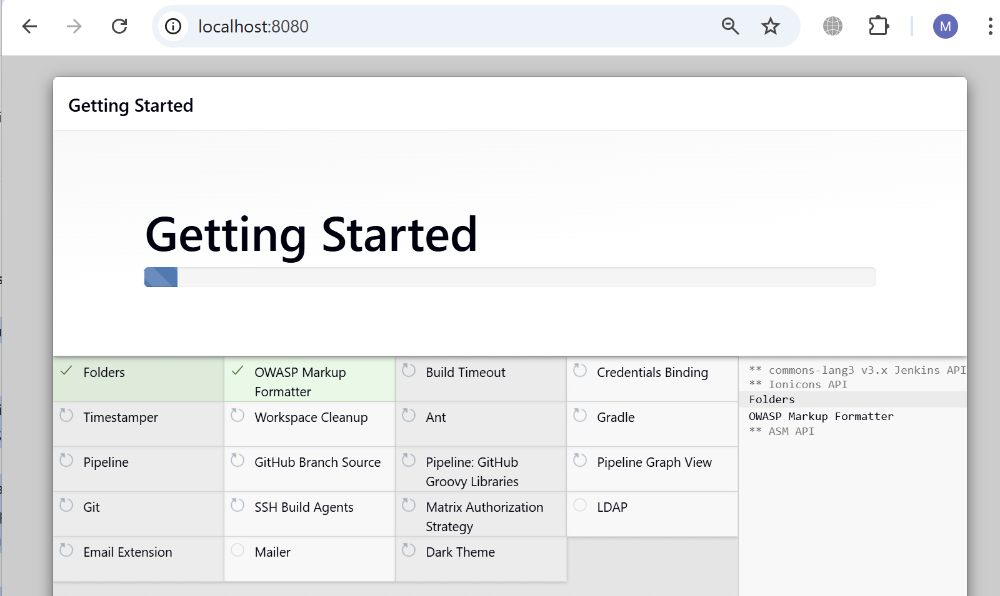 localhost:8080
M
Getting Started
Getting Started
Folders
OWASP Markup
Formatter
Build Timeout
Credentials Binding
Timestamper
Workspace Cleanup
Ant
Gradle
Pipeline
GitHub Branch Source
Pipeline: GitHub
Groovy Libraries
Pipeline Graph View
Git
SSH Build Agents
Matrix Authorization
Strategy
LDAP
Email Extension
Mailer
Dark Theme
** commons-lang3 v3.x Jenkins API
** Ionicons API
Folders
OWASP Markup Formatter
** ASM API